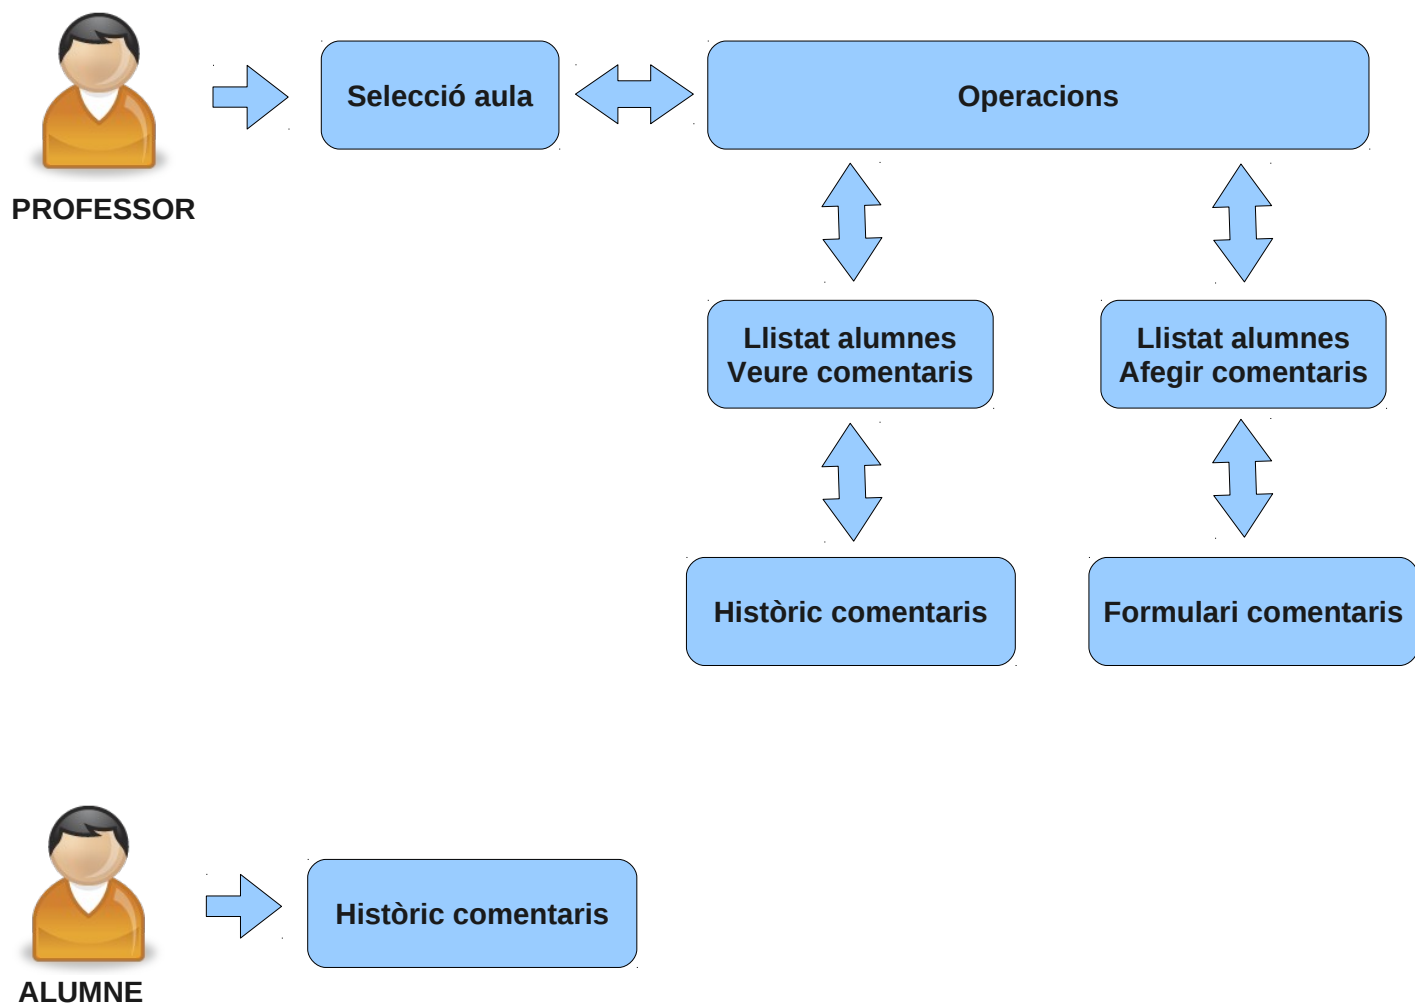 Selecció aula
Operacions
PROFESSOR
Llistat alumnes
Veure comentaris
Llistat alumnes
Afegir comentaris
Històric comentaris
Formulari comentaris
Històric comentaris
ALUMNE